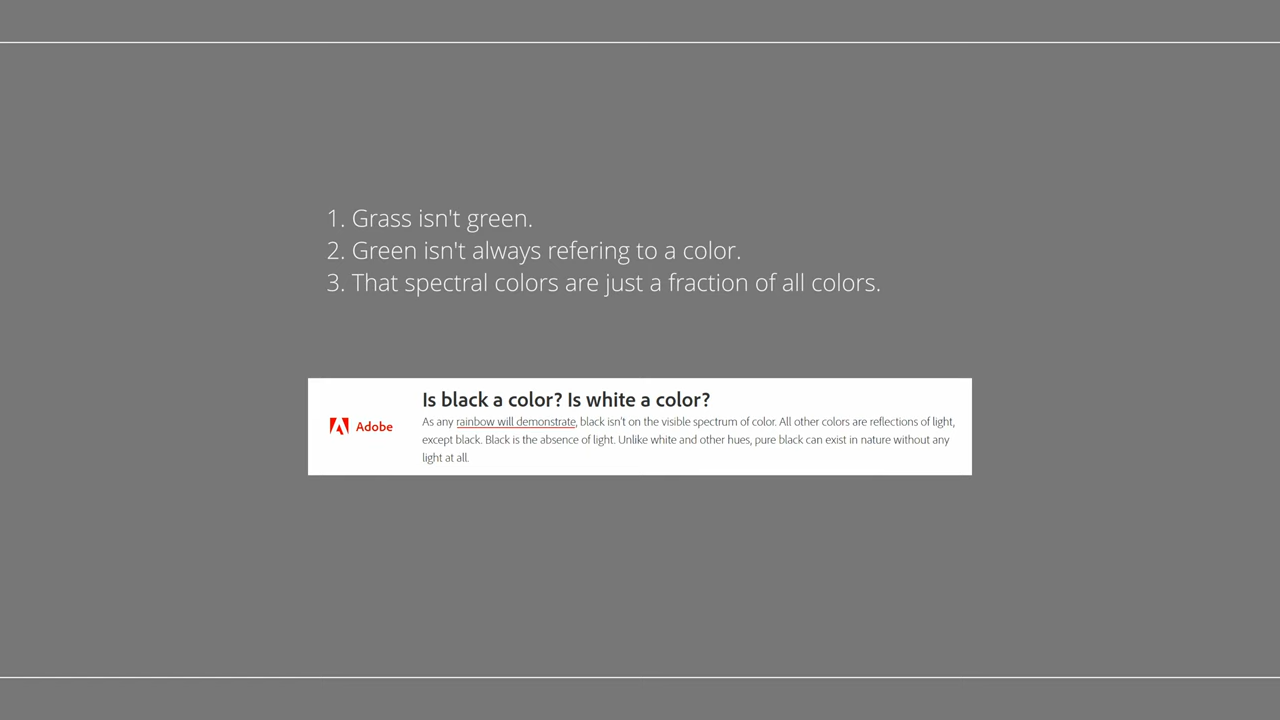 1. Grass isn't green.
2. Green isn't always refering to a color.
3. That spectral colors are just a fraction of all colors.
Is black a color? Is white a color?
Adobe
As any rainbow will demonstrate, black isn't on the visible spectrum of color. All other colors are reflections of light,
except black. Black is the absence of light. Unlike white and other hues, pure black can exist in nature without any
light at all.